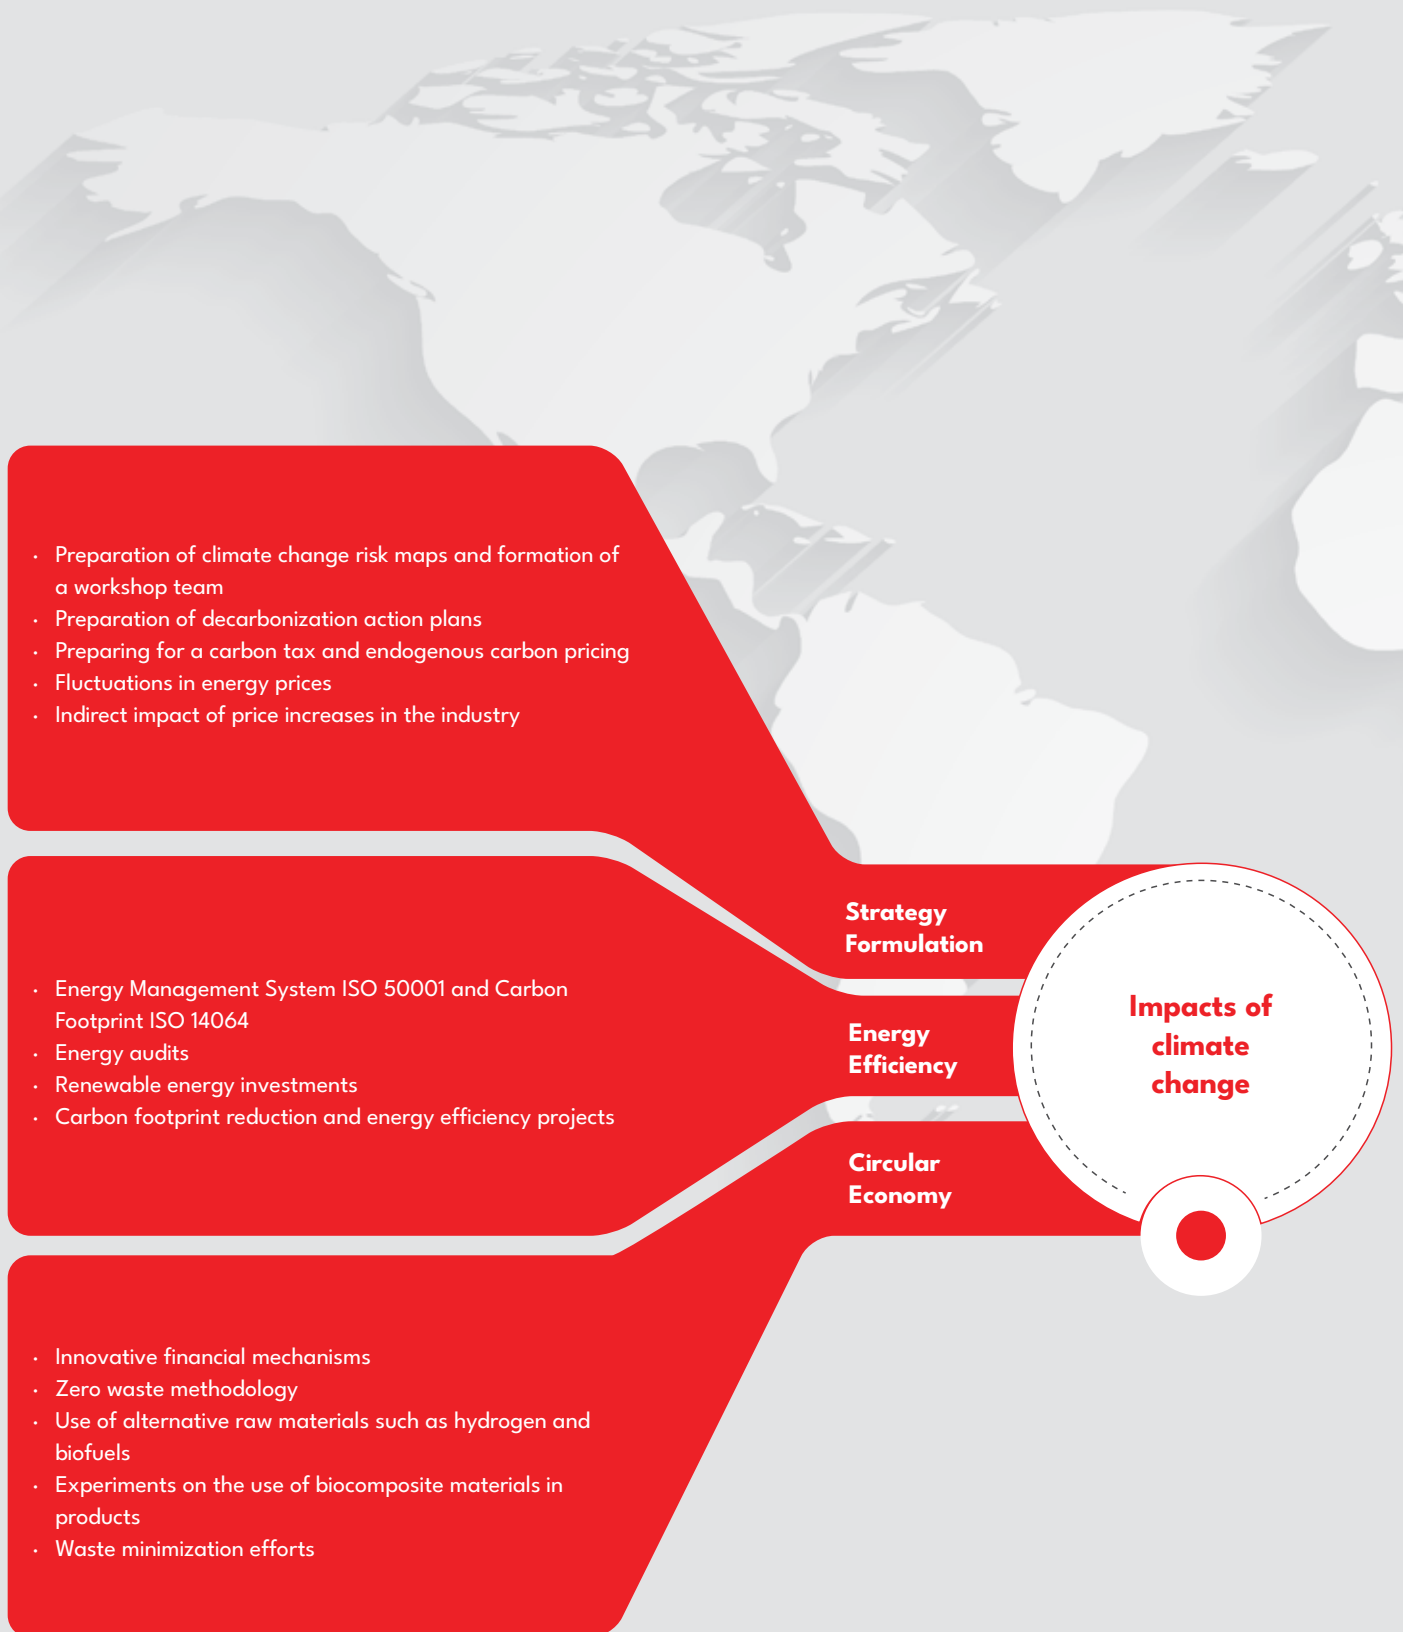 · Preparation of climate change risk maps and formation of
a workshop team
· Preparation of decarbonization action plans
· Preparing for a carbon tax and endogenous carbon pricing
· Fluctuations in energy prices
· Indirect impact of price increases in the industry
Strategy
Formulation
· Energy Management System ISO 50001 and Carbon
Footprint ISO 14064
· Energy audits
· Renewable energy investments
· Carbon footprint reduction and energy efficiency projects
Energy
Efficiency
Impacts of
climate
change
Circular
Economy
· Innovative financial mechanisms
· Zero waste methodology
· Use of alternative raw materials such as hydrogen and
biofuels
· Experiments on the use of biocomposite materials in
products
· Waste minimization efforts